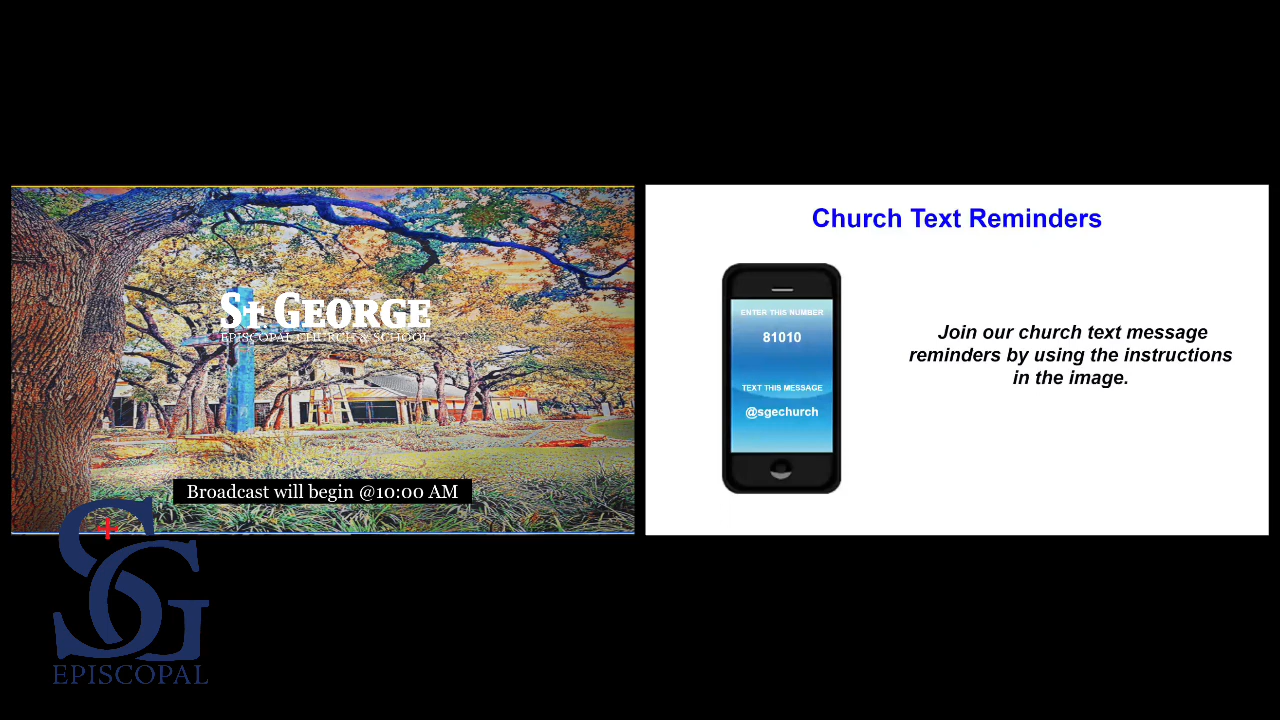 St GEORGE
EPISCOPAL CHURCH & SCHOOL
Broadcast will begin @10:00 AM
SG
EPISCOPAL
Church Text Reminders
ENTER THIS NUMBER
81010
TEXT THIS MESSAGE
@sgechurch
Join our church text message
reminders by using the instructions
in the image.